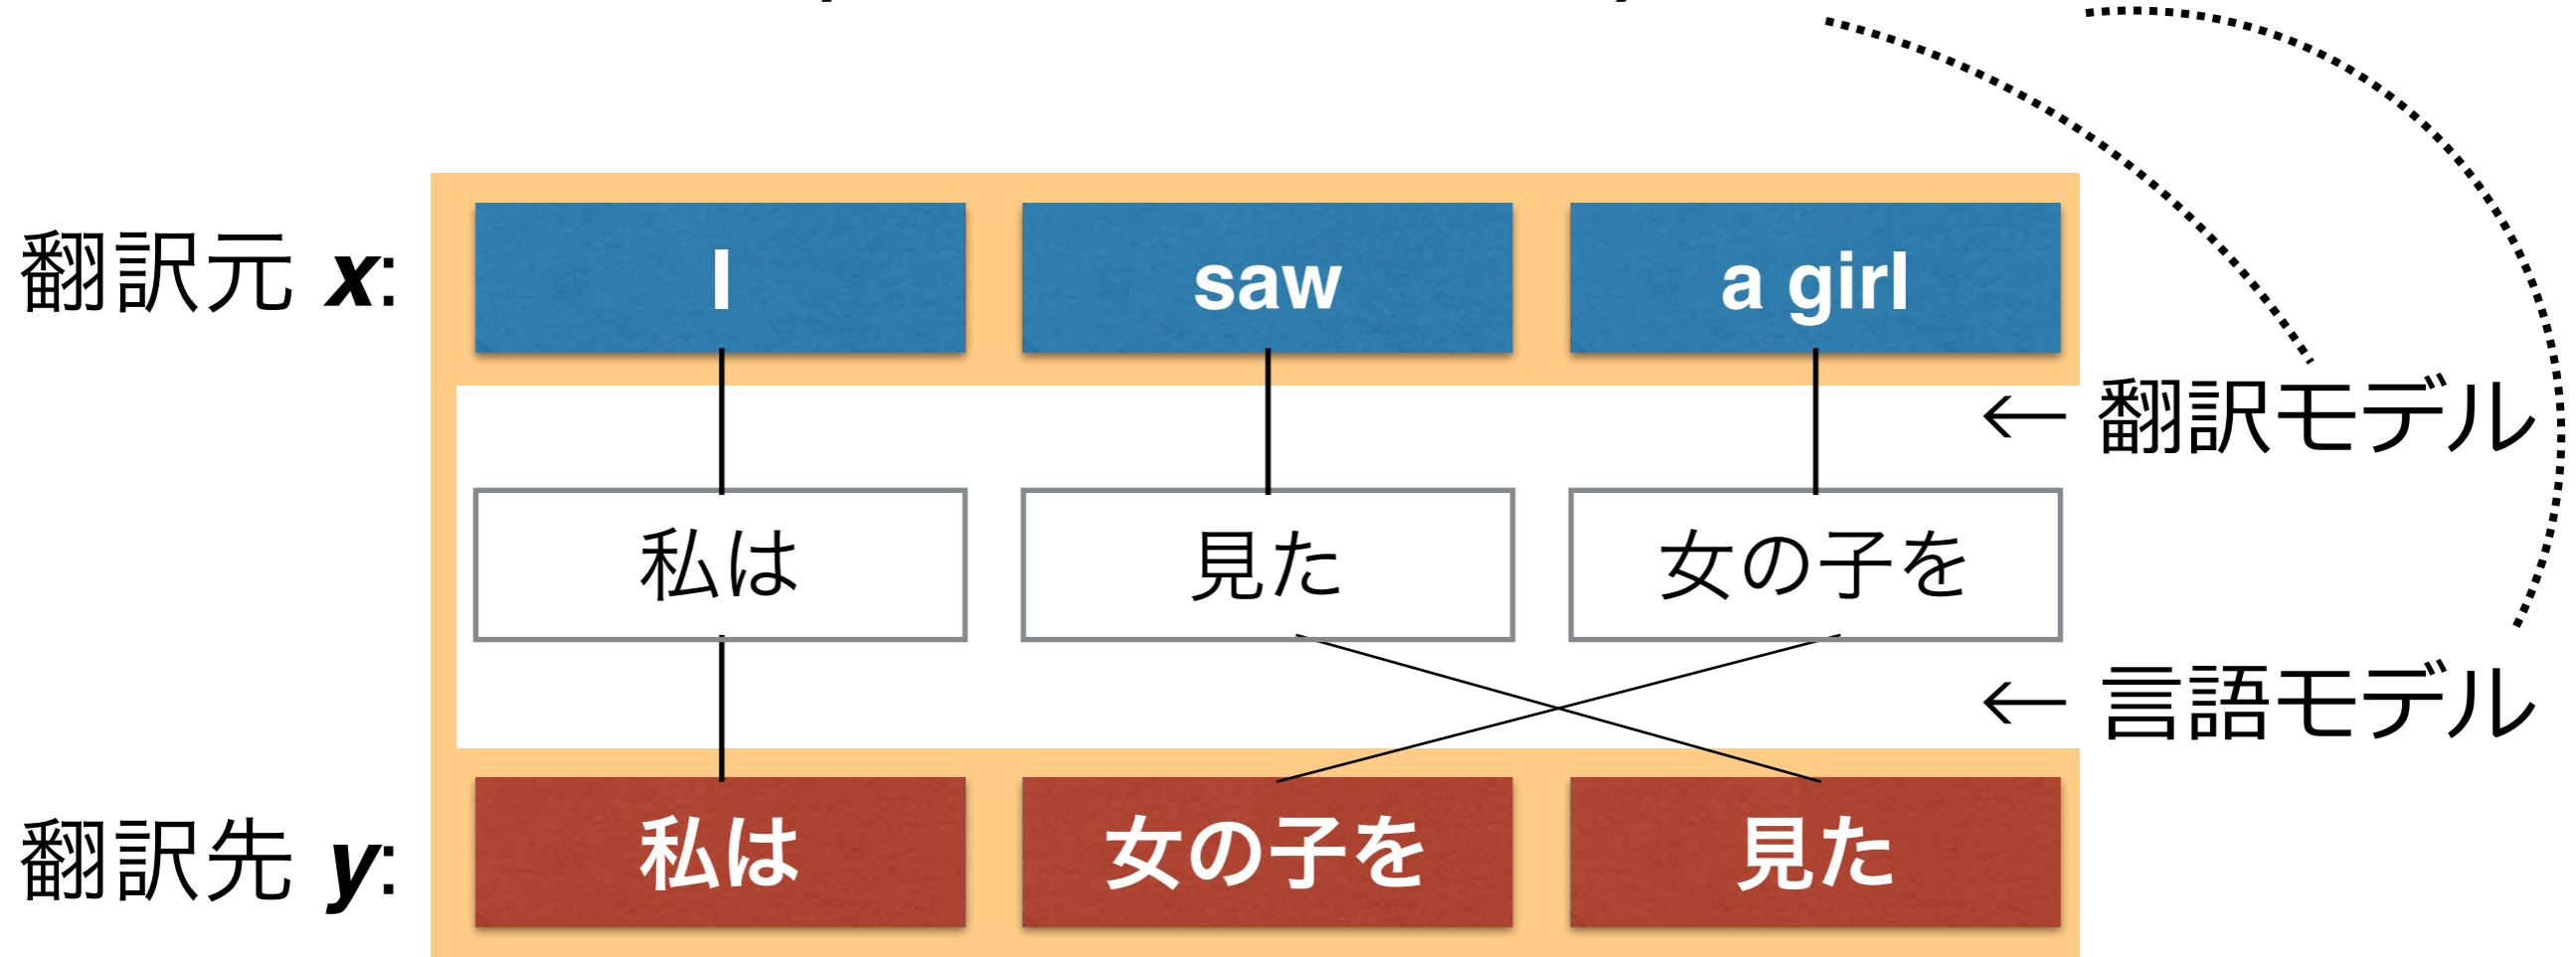 翻訳元 x: I saw a girl
← 翻訳モデル
私は 見た 女の子を
← 言語モデル
翻訳先 y: 私は 女の子を 見た